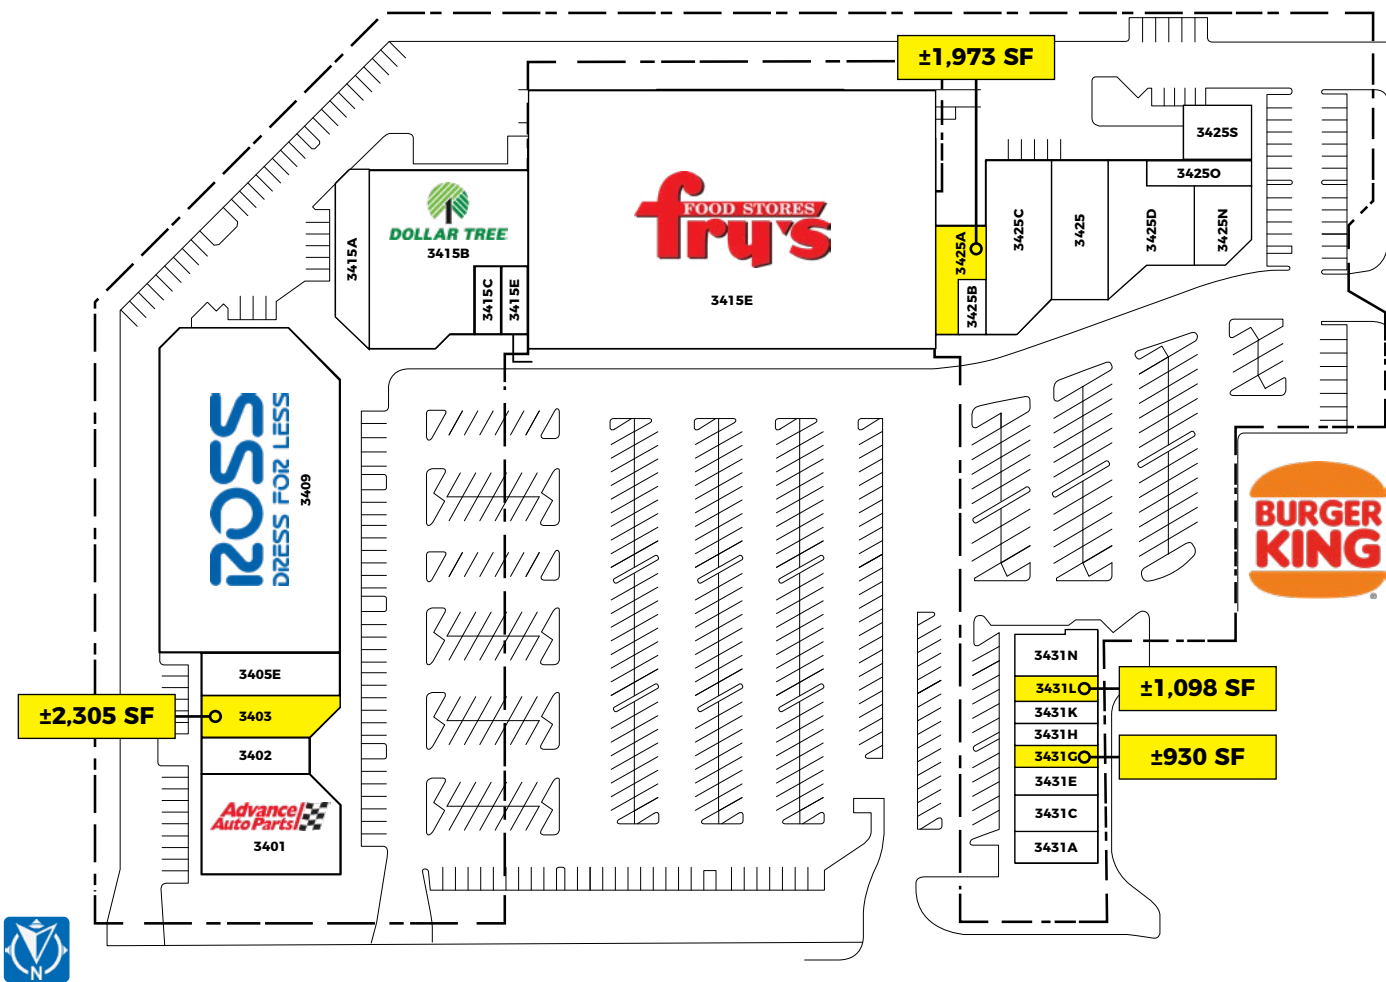 ±1,973 SF
3425S
3425O
3415A
DOLLAR TREE
3415B
3415C
3415E
FOOD STORES
fry's
3415E
3425A
3425B
3425C
3425
3425D
3425N
ROSS
DRESS FOR LESS
3409
BURGER
KING
®
3405E
±2,305 SF
3403
3402
Advance
Auto Parts
3401
3431N
3431L
±1,098 SF
3431K
3431H
3431G
±930 SF
3431E
3431C
3431A
N